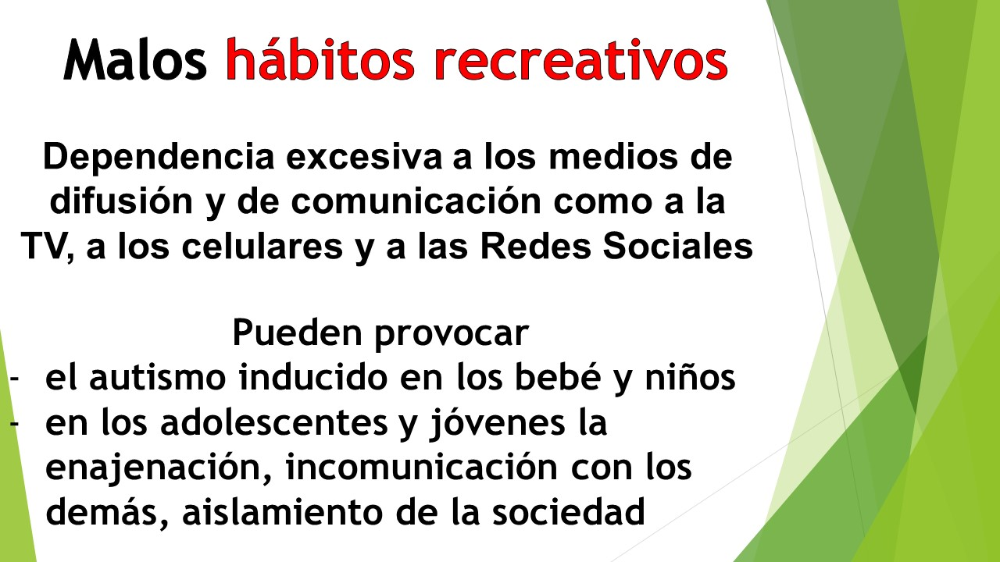 Malos hábitos recreativos
Dependencia excesiva a los medios de
difusión y de comunicación como a la
TV, a los celulares y a las Redes Sociales
Pueden provocar
- el autismo inducido en los bebé y niños
- en los adolescentes y jóvenes la
enajenación, incomunicación con los
demás, aislamiento de la sociedad